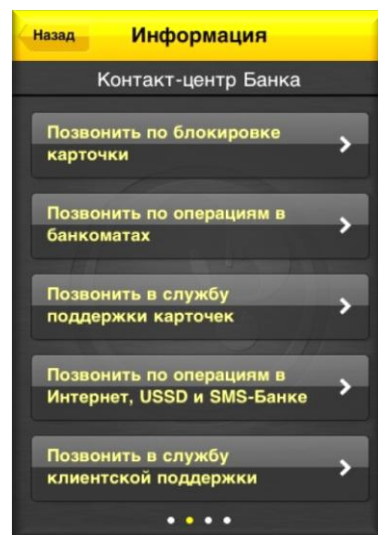 Назад
Информация
Контакт-центр Банка
Позвонить по блокировке
карточки
Позвонить по операциям в
банкоматах
Позвонить в службу
поддержки карточек
Позвонить по операциям в
Интернет, USSD и SMS-Банке
Позвонить в службу
клиентской поддержки